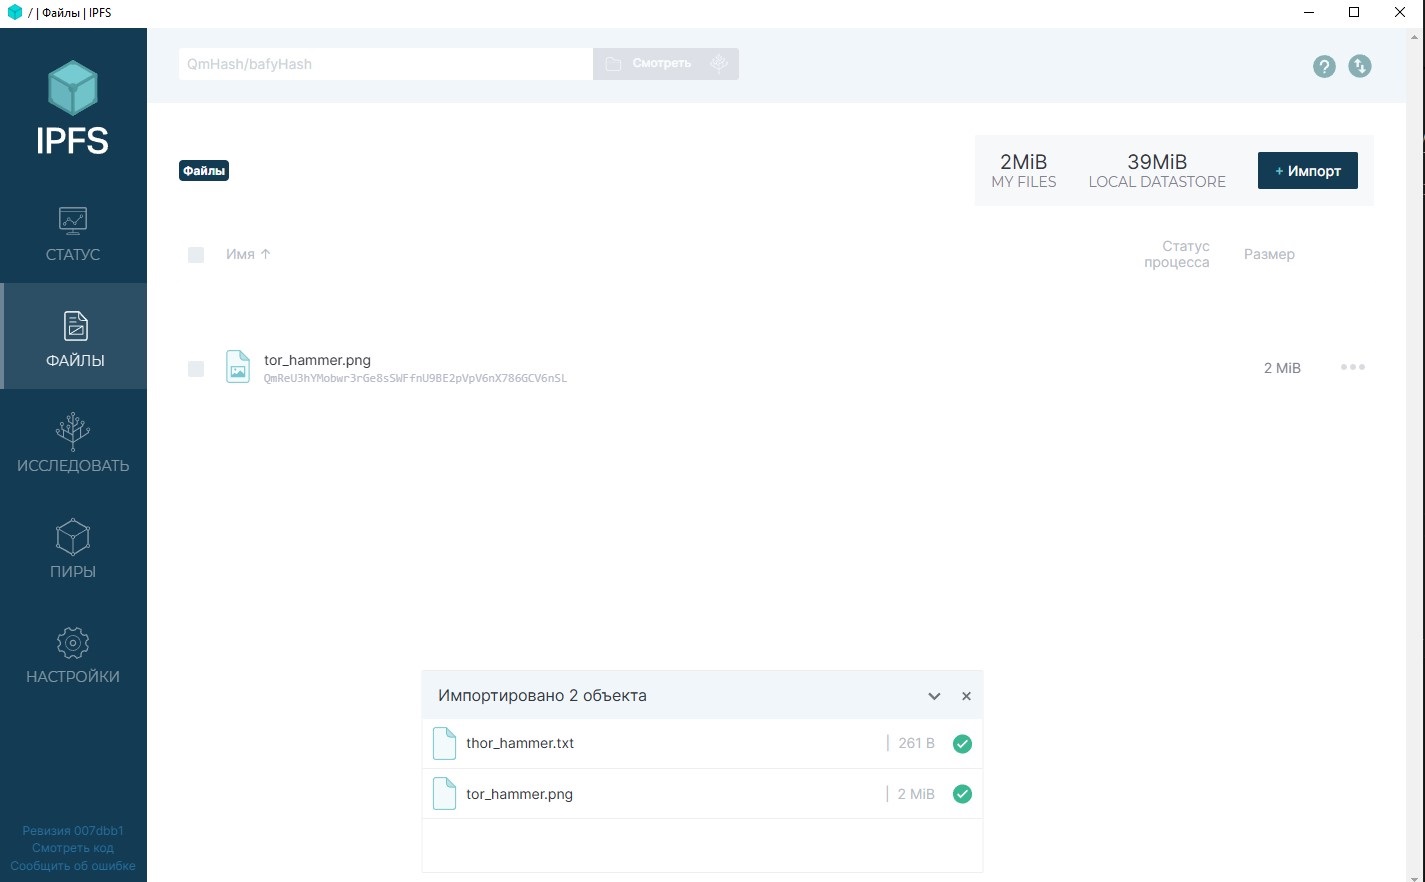 / | Файлы | IPFS
IPFS
СТАТУС
ФАЙЛЫ
ИССЛЕДОВАТЬ
ПИРЫ
НАСТРОЙКИ
Ревизия 007dbb1
Смотреть код
Сообщить об ошибке
QmHash/bafyHash
Смотреть
?
Файлы
2MiB
MY FILES
39MiB
LOCAL DATASTORE
+ Импорт
Имя ↑
Статус процесса
Размер
tor_hammer.png
QmReU3hYMobwr3rGe8sSWFfnU9BE2pVpV6nX786GCV6nSL
2 MiB
Импортировано 2 объекта
thor_hammer.txt | 261 B
tor_hammer.png | 2 MiB